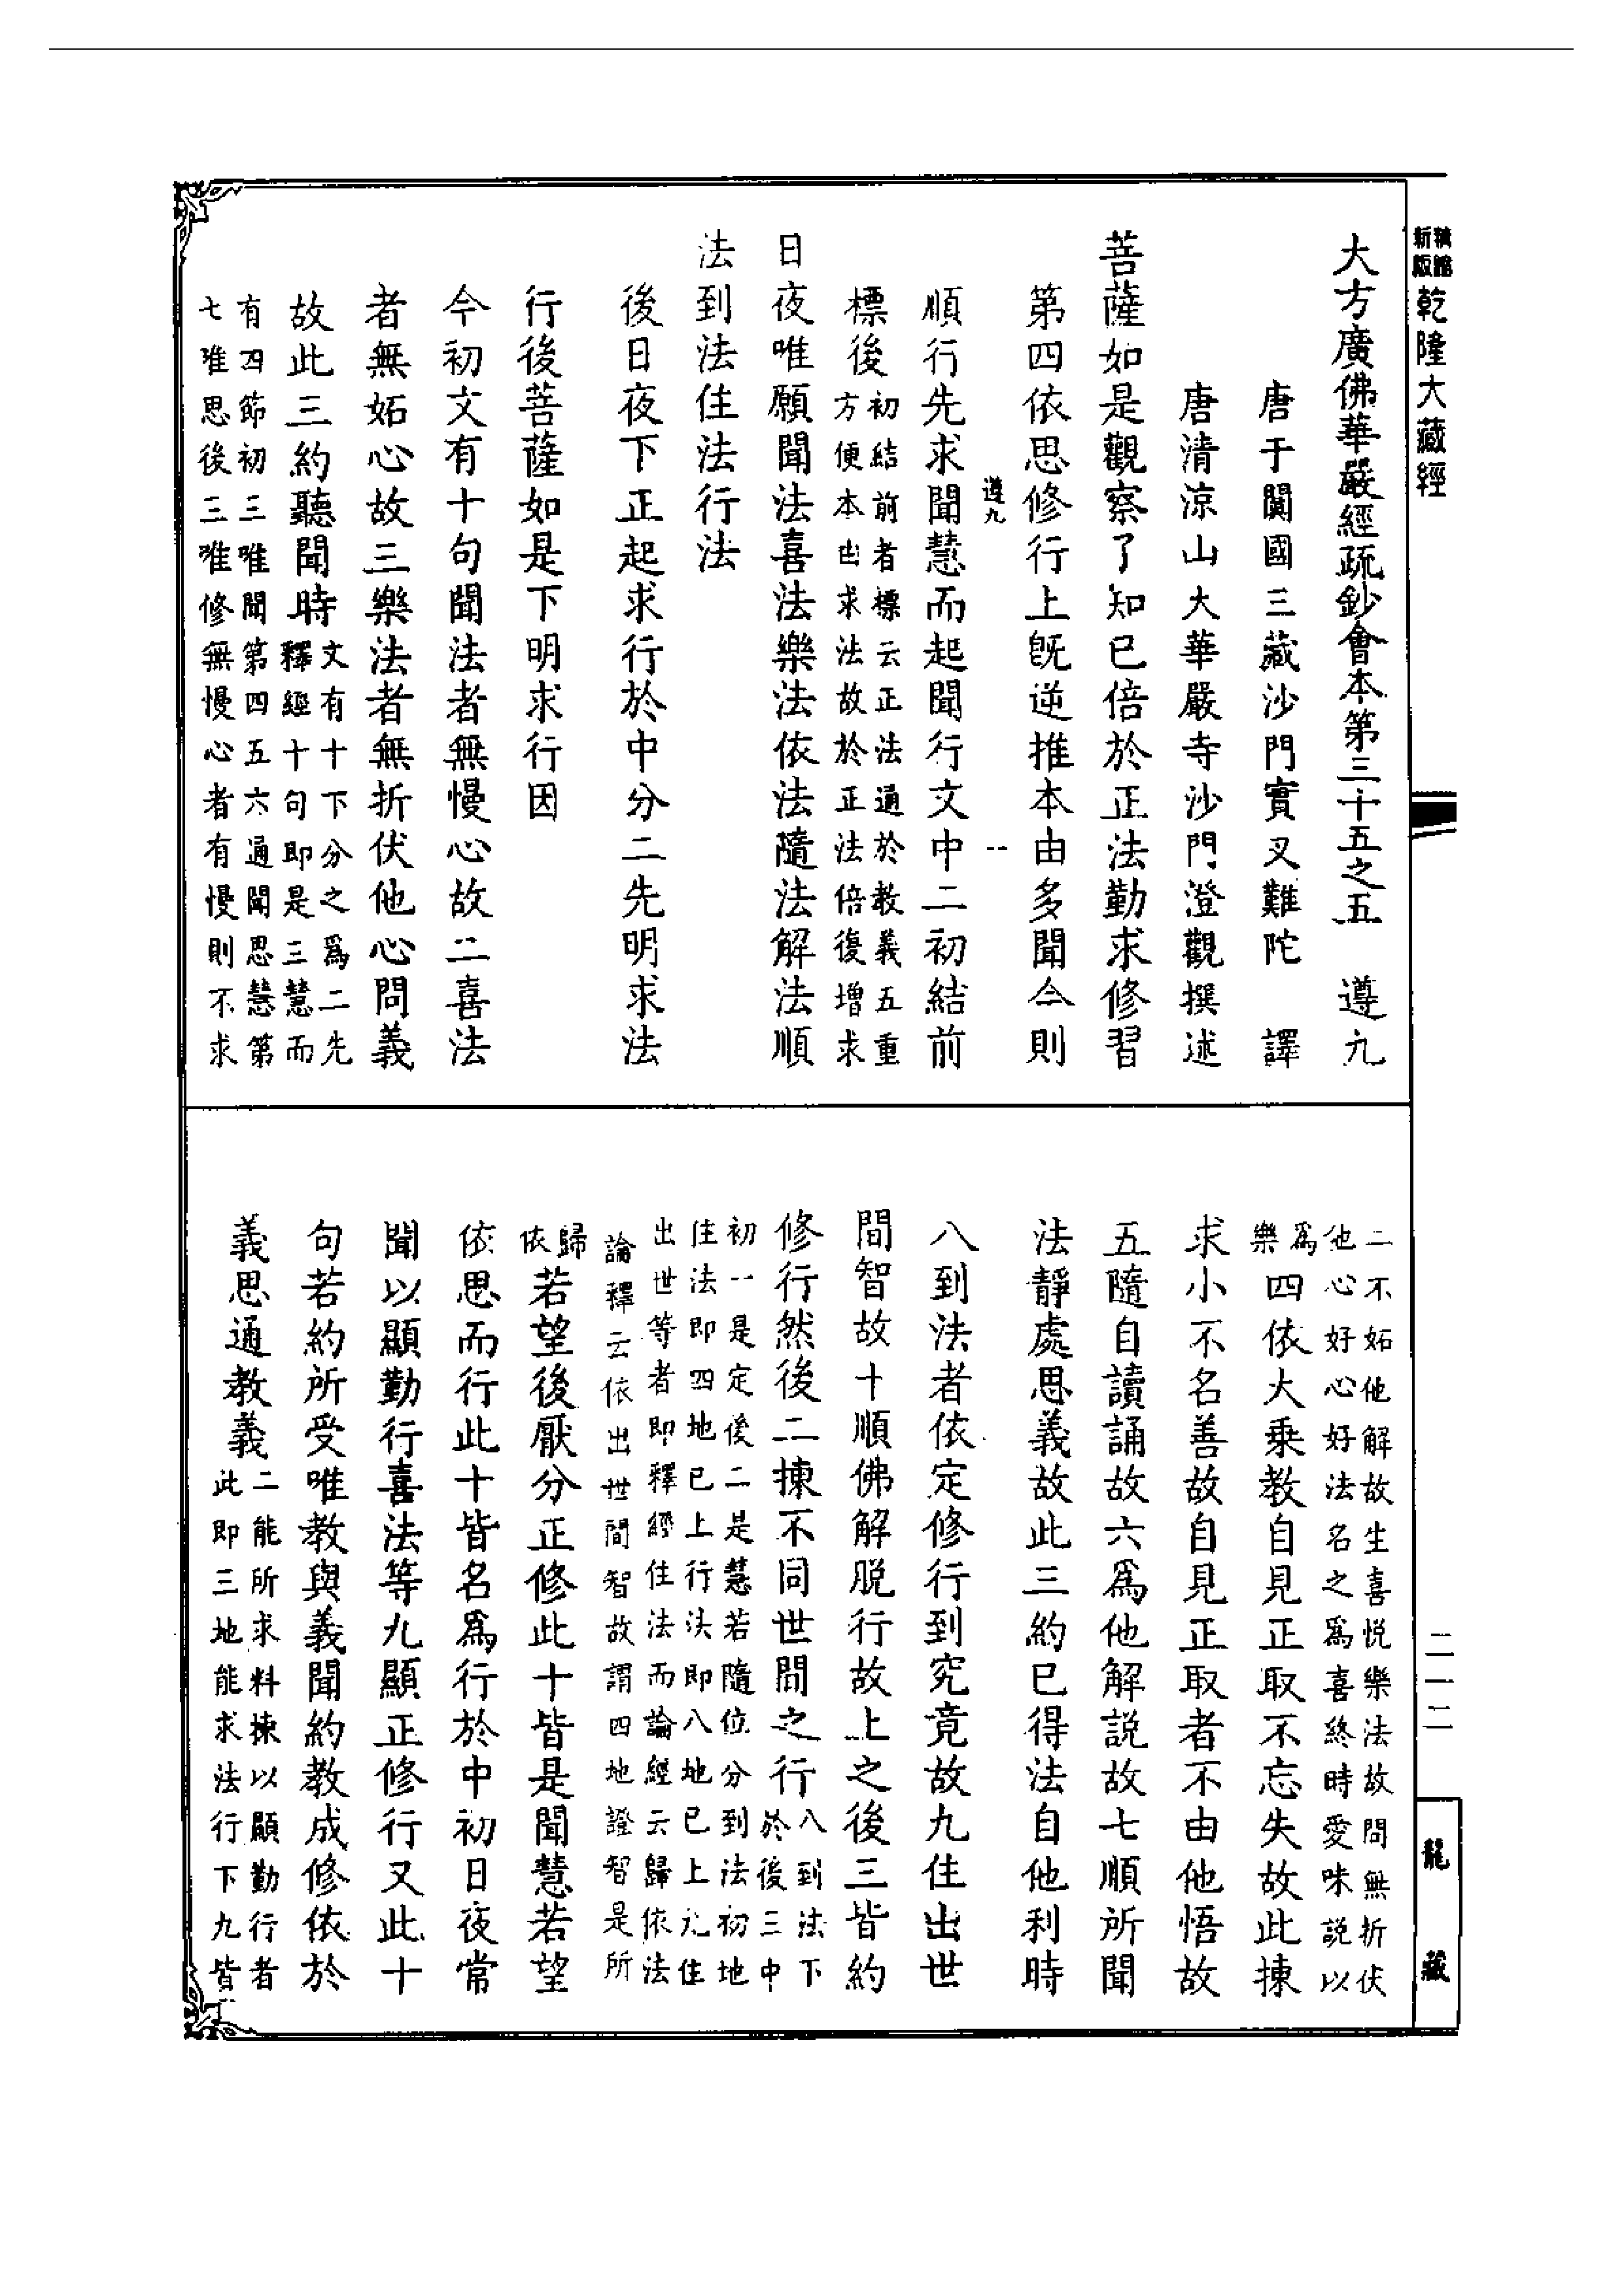 精鐫新版乾隆大藏經
大方廣佛華嚴經疏鈔會本第三十五之五　遵九
唐于闐國三藏沙門實叉難陀　譯
唐清涼山大華嚴寺沙門澄觀撰述
菩薩如是觀察了知已倍於正法勤求修習
第四依思修行上旣逆推本由多聞今則
遵九　一
順行先求聞慧而起聞行文中二初結前
標後初結前者標云正法通於教義五重
方便本由求法故於正法倍復增求
日夜唯願聞法喜法樂法依法隨法解法順
法到法住法行法
後日夜下正起求行於中分二先明求法
行後菩薩如是下明求行因
今初文有十句聞法者無慢心故二喜法
者無妬心故三樂法者無折伏他心問義
故此三約聽聞時文有十下分之爲二先
釋經十句即是三慧而
有四節初三唯聞第四五六通聞思慧第
七唯思後三唯修無慢心者有慢則不求
二不妬他解故生喜悅樂法故問無折伏
他心好心好法名之爲喜終時愛味說以
爲
樂四依大乘教自見正取不忘失故此揀
求小不名善故自見正取者不由他悟故
五隨自讀誦故六爲他解説故七順所聞
法靜處思義故此三約已得法自他利時
八到法者依定修行到究竟故九住出世
間智故十順佛解脱行故上之後三皆約
修行然後二揀不同世間之行八到法下
於後三中
初一是定後二是慧若隨位分到法初地
住法即四地已上行法即八地已上九住
出世等者即釋經住法而論經云歸依法
論釋云依出世間智故謂四地證智是所
歸
依若望後厭分正修此十皆是聞慧若望
依思而行此十皆名爲行於中初日夜常
聞以顯勤行喜法等九顯正修行又此十
句若約所受唯教與義聞約教成修依於
義思通教義二能所求料揀以顯勤行者
此即三地能求法行下九皆
二一二
龍藏